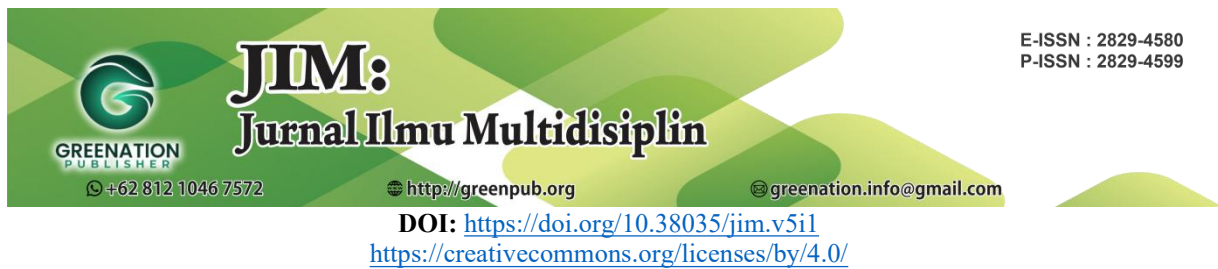 E-ISSN : 2829-4580
P-ISSN : 2829-4599
JIM:
Jurnal Ilmu Multidisiplin
GREENATION
PUBLISHER
+62 812 1046 7572
http://greenpub.org
greenation.info@gmail.com
DOI: https://doi.org/10.38035/jim.v5i1
https://creativecommons.org/licenses/by/4.0/